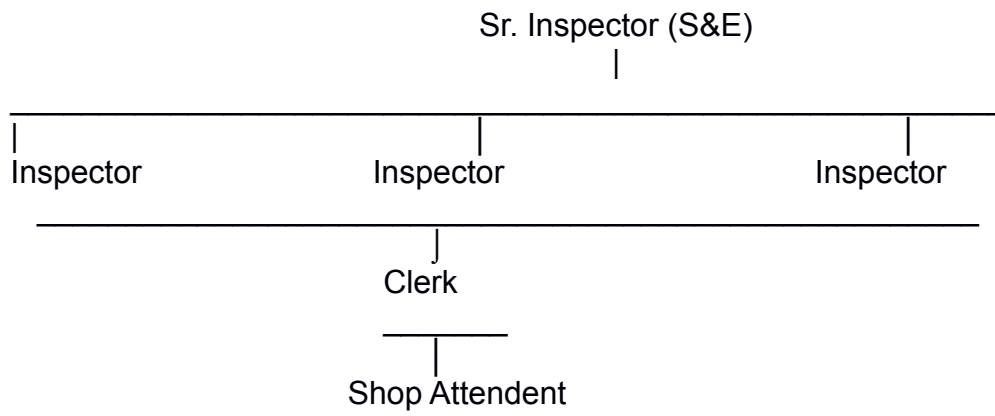 Sr. Inspector (S&E)
Inspector Inspector Inspector
Clerk
Shop Attendent